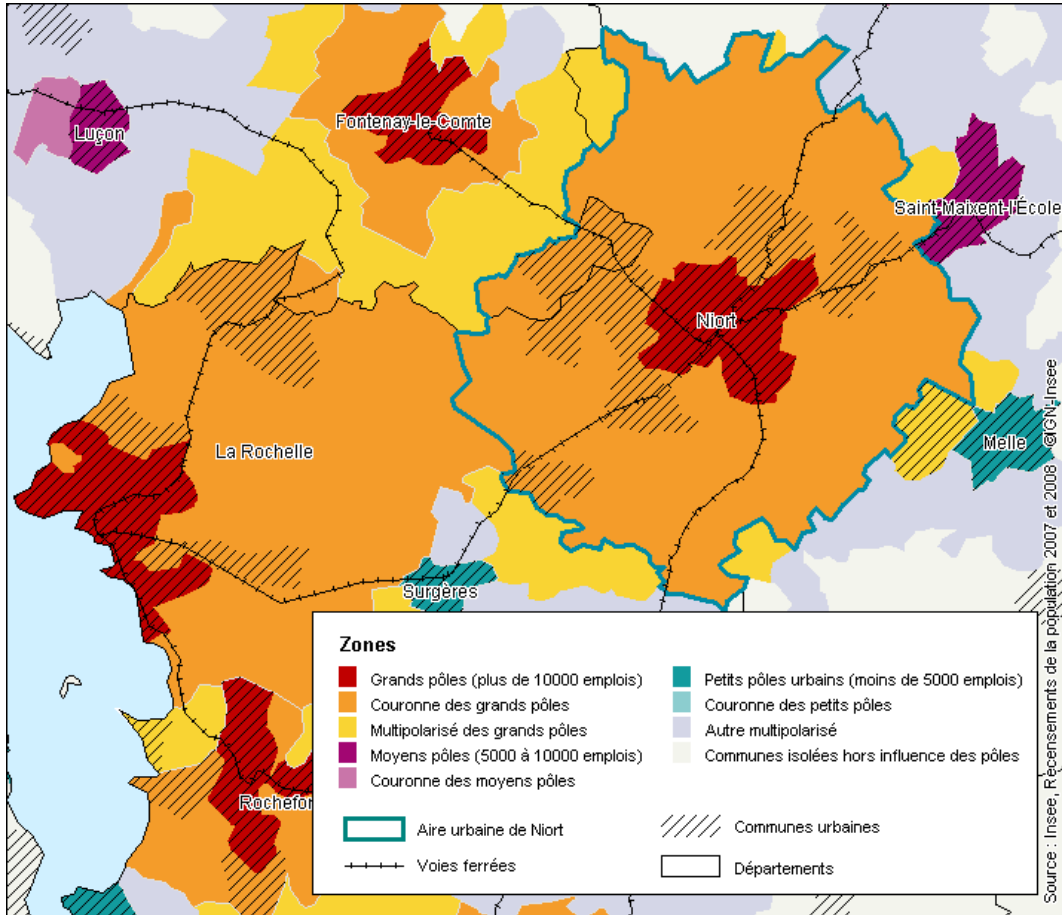 Luçon
Fontenay-le-Comte
Saint-Maixent-l'École
Niort
Melle
La Rochelle
Surgères
Rochefor
Zones
Grands pôles (plus de 10000 emplois)
Couronne des grands pôles
Multipolarisé des grands pôles
Moyens pôles (5000 à 10000 emplois)
Couronne des moyens pôles
Petits pôles urbains (moins de 5000 emplois)
Couronne des petits pôles
Autre multipolarisé
Communes isolées hors influence des pôles
Aire urbaine de Niort
Voies ferrées
Communes urbaines
Départements
Source : Insee, Récensements de la population 2007 et 2008 - ©IGN-Insee